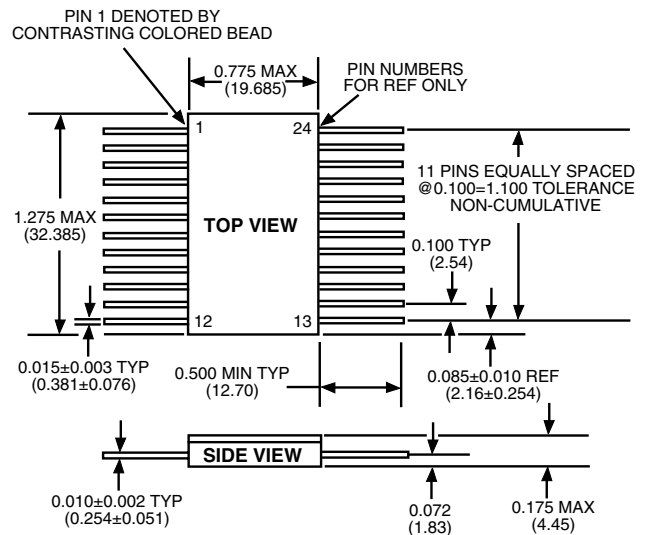 PIN 1 DENOTED BY
CONTRASTING COLORED BEAD
0.775 MAX
(19.685)
PIN NUMBERS
FOR REF ONLY
1
24
11 PINS EQUALLY SPACED
@0.100=1.100 TOLERANCE
NON-CUMULATIVE
1.275 MAX
(32.385)
TOP VIEW
0.100 TYP
(2.54)
12
13
0.015±0.003 TYP
(0.381±0.076)
0.500 MIN TYP
(12.70)
0.085±0.010 REF
(2.16±0.254)
SIDE VIEW
0.010±0.002 TYP
(0.254±0.051)
0.072
(1.83)
0.175 MAX
(4.45)